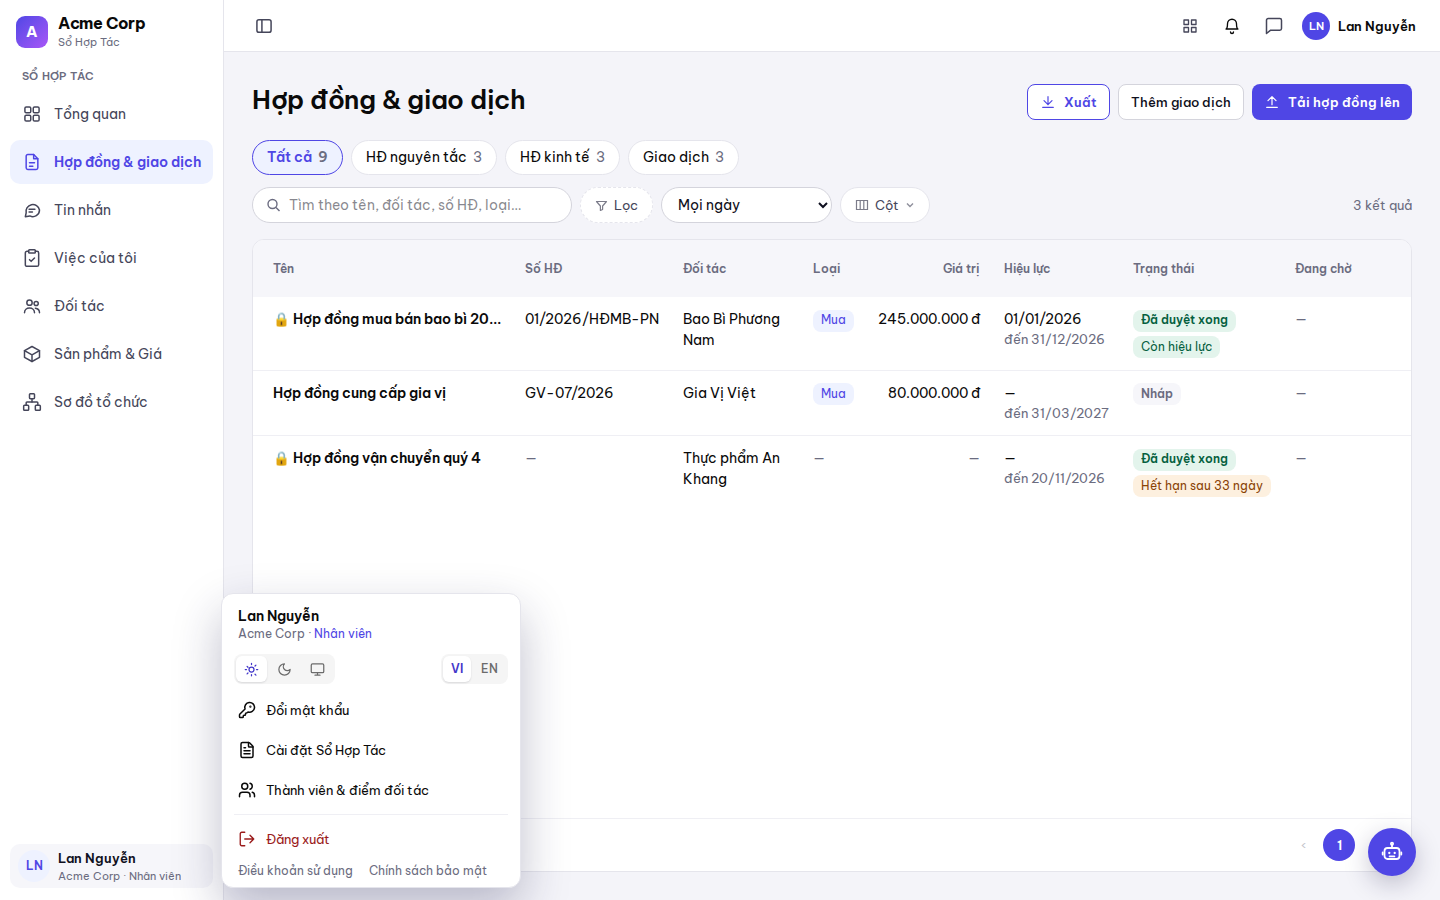 A
Acme Corp
Sổ Hợp Tác
SỔ HỢP TÁC
Tổng quan
Hợp đồng & giao dịch
Tin nhắn
Việc của tôi
Đối tác
Sản phẩm & Giá
Sơ đồ tổ chức
LN
Lan Nguyễn
Acme Corp · Nhân viên
LN
Lan Nguyễn
Hợp đồng & giao dịch
Xuất
Thêm giao dịch
Tải hợp đồng lên
Tất cả 9
HĐ nguyên tắc 3
HĐ kinh tế 3
Giao dịch 3
Tìm theo tên, đối tác, số HĐ, loại...
Lọc
Mọi ngày
Cột
3 kết quả
Tên Số HĐ Đối tác Loại Giá trị Hiệu lực Trạng thái Đang chờ
🔒 Hợp đồng mua bán bao bì 20... 01/2026/HĐMB-PN Bao Bì Phương Mua 245.000.000 đ 01/01/2026 Đã duyệt xong —
Nam đến 31/12/2026 Còn hiệu lực
Hợp đồng cung cấp gia vị GV-07/2026 Gia Vị Việt Mua 80.000.000 đ — Nháp —
đến 31/03/2027
🔒 Hợp đồng vận chuyển quý 4 — Thực phẩm An — — — Đã duyệt xong —
Khang đến 20/11/2026 Hết hạn sau 33 ngày
Lan Nguyễn
Acme Corp · Nhân viên
VI EN
Đổi mật khẩu
Cài đặt Sổ Hợp Tác
Thành viên & điểm đối tác
Đăng xuất
Điều khoản sử dụng Chính sách bảo mật
‹ 1